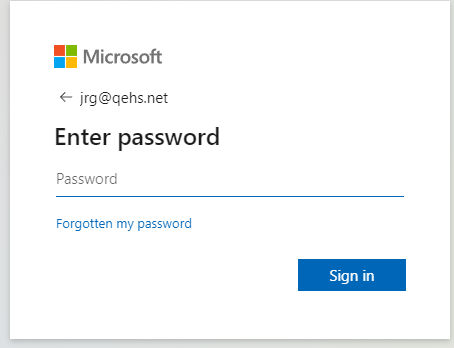 Microsoft
jrg@qehs.net
Enter password
Password
Forgotten my password
Sign in